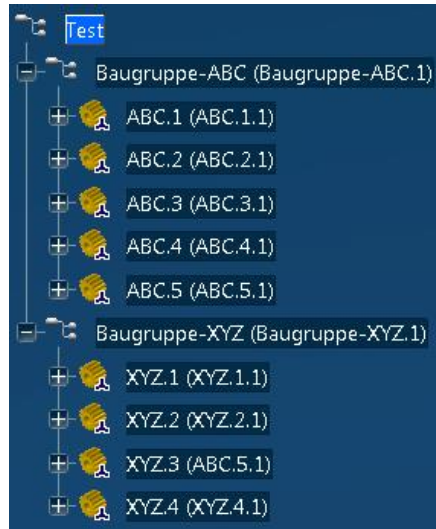 Test
Baugruppe-ABC (Baugruppe-ABC.1)
ABC.1 (ABC.1.1)
ABC.2 (ABC.2.1)
ABC.3 (ABC.3.1)
ABC.4 (ABC.4.1)
ABC.5 (ABC.5.1)
Baugruppe-XYZ (Baugruppe-XYZ.1)
XYZ.1 (XYZ.1.1)
XYZ.2 (XYZ.2.1)
XYZ.3 (ABC.5.1)
XYZ.4 (XYZ.4.1)